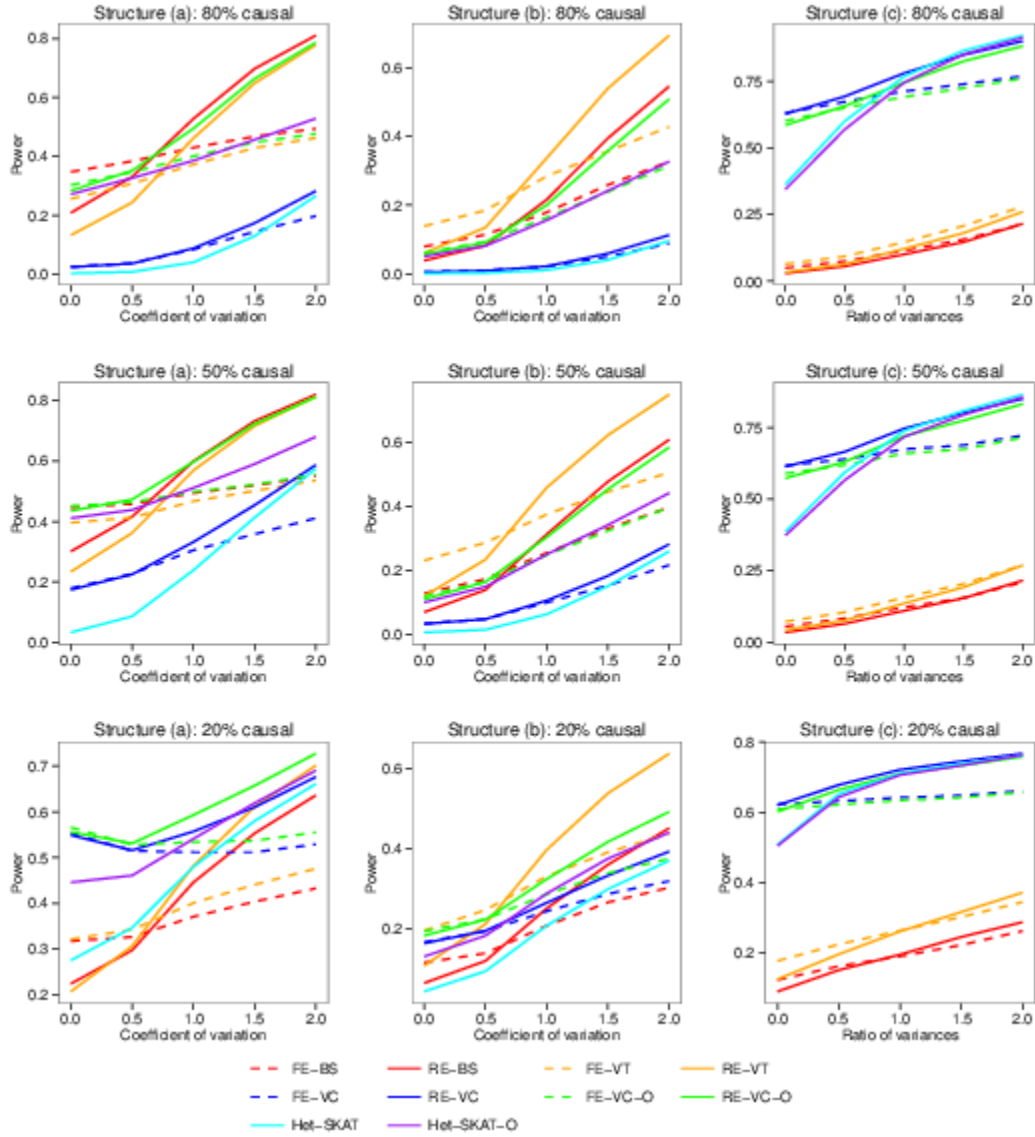 Structure (a): 80% causal
Structure (b): 80% causal
Structure (c): 80% causal
Power
0.8
0.6
0.4
0.2
0.0
0.0 0.5 1.0 1.5 2.0
Coefficient of variation
Power
0.6
0.4
0.2
0.0
0.0 0.5 1.0 1.5 2.0
Coefficient of variation
Power
0.75
0.50
0.25
0.00
0.0 0.5 1.0 1.5 2.0
Ratio of variances
Structure (a): 50% causal
Structure (b): 50% causal
Structure (c): 50% causal
Power
0.8
0.6
0.4
0.2
0.0
0.0 0.5 1.0 1.5 2.0
Coefficient of variation
Power
0.6
0.4
0.2
0.0
0.0 0.5 1.0 1.5 2.0
Coefficient of variation
Power
0.75
0.50
0.25
0.00
0.0 0.5 1.0 1.5 2.0
Ratio of variances
Structure (a): 20% causal
Structure (b): 20% causal
Structure (c): 20% causal
Power
0.7
0.6
0.5
0.4
0.3
0.2
0.0 0.5 1.0 1.5 2.0
Coefficient of variation
Power
0.6
0.4
0.2
0.0 0.5 1.0 1.5 2.0
Coefficient of variation
Power
0.8
0.6
0.4
0.2
0.0 0.5 1.0 1.5 2.0
Ratio of variances
FE-BS RE-BS FE-VT RE-VT
FE-VC RE-VC FE-VC-O RE-VC-O
Het-SKAT Het-SKAT-O